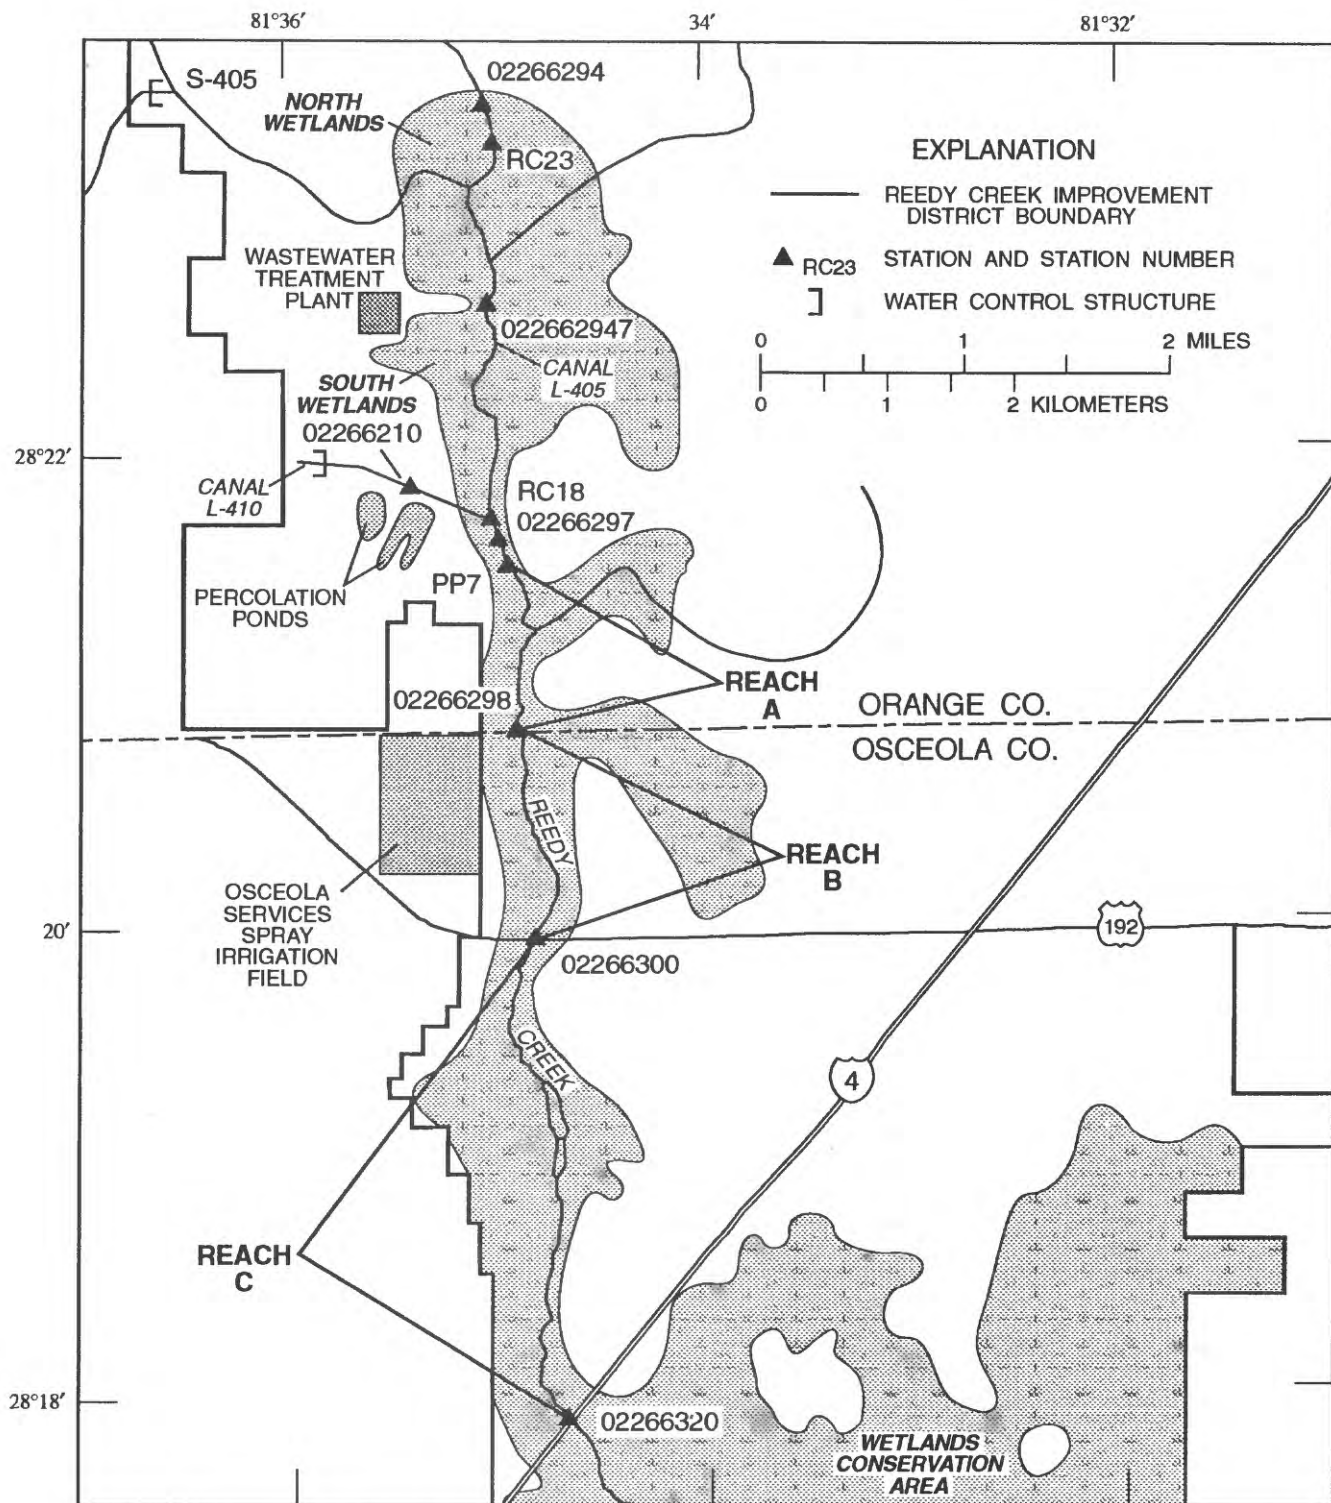 81°36′
34′
81°32′
S-405
02266294
NORTH
WETLANDS
RC23
EXPLANATION
REEDY CREEK IMPROVEMENT
DISTRICT BOUNDARY
RC23
STATION AND STATION NUMBER
WATER CONTROL STRUCTURE
0 1 2 MILES
0 1 2 KILOMETERS
WASTEWATER
TREATMENT
PLANT
022662947
CANAL
L-405
SOUTH
WETLANDS
02266210
28°22′
CANAL
L-410
RC18
02266297
PERCOLATION
PONDS
PP7
REACH
A
02266298
ORANGE CO.
OSCEOLA CO.
REEDY
REACH
B
OSCEOLA
SERVICES
SPRAY
IRRIGATION
FIELD
20′
192
02266300
CREEK
4
REACH
C
28°18′
02266320
WETLANDS
CONSERVATION
AREA